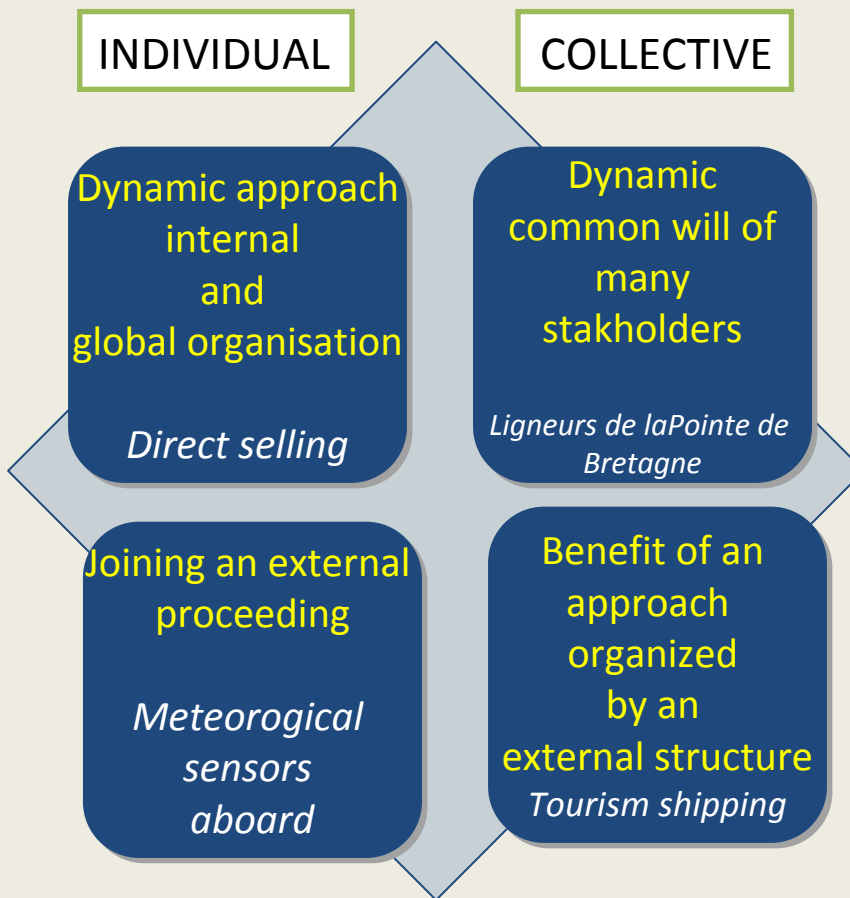 INDIVIDUAL
COLLECTIVE
Dynamic approach
internal
and
global organisation
Direct selling
Dynamic
common will of
many
stakholders
Ligneurs de laPointe de
Bretagne
Joining an external
proceeding
Meteorogical
sensors
aboard
Benefit of an
approach
organized
by an
external structure
Tourism shipping